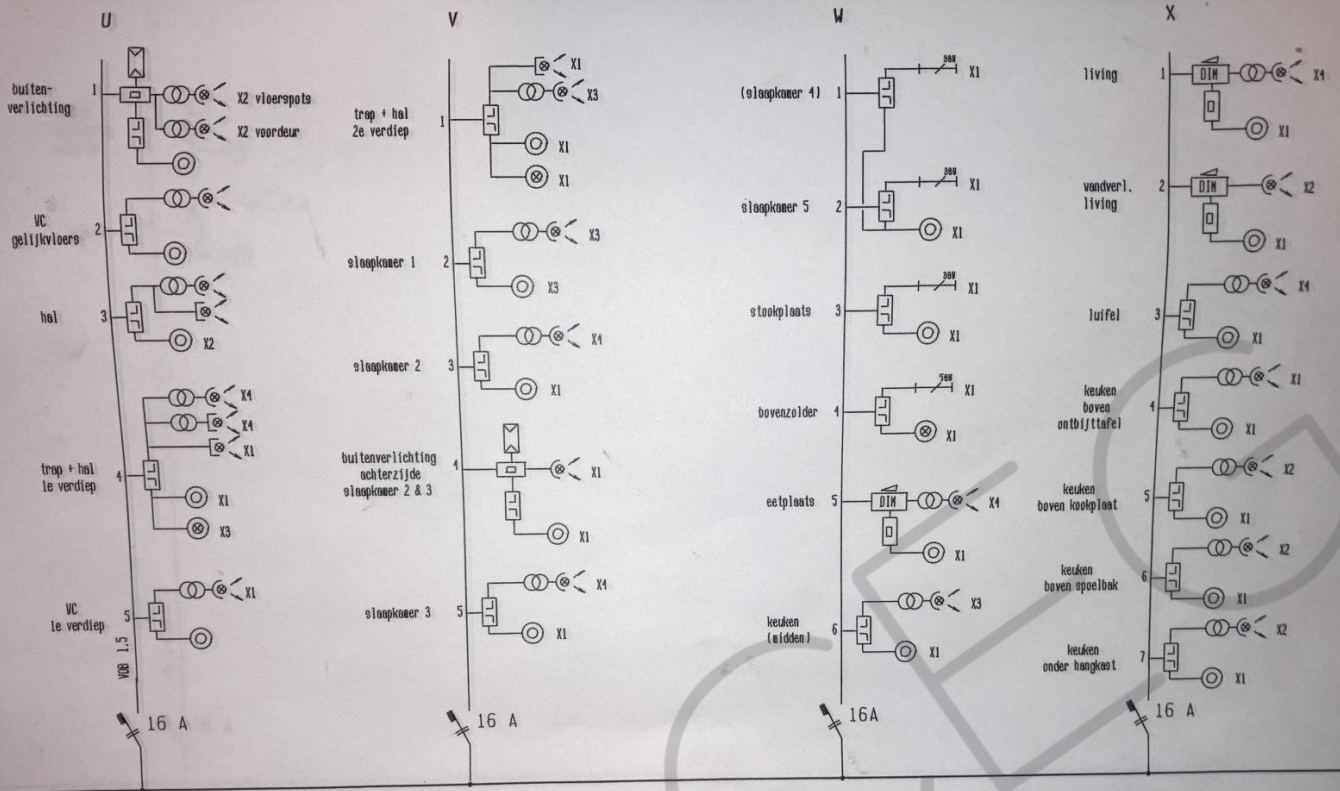 U
1
buiten-
verlichting
X2 vloerspots
X2 voordeur
2
WC
gelijkvloers
3
hal
X2
X4
X4
X1
4
trap + hal
1e verdiep
X1
X3
X1
5
WC
1e verdiep
VOB 1.5
16 A
V
X1
X3
trap + hal
2e verdiep
1
X1
X1
X3
slaapkamer 1
2
X3
X4
slaapkamer 2
3
X1
buitenverlichting
achterzijde
slaapkamer 2 & 3
4
X1
X1
X4
slaapkamer 3
5
X1
16 A
W
36W
X1
(slaapkamer 4)
1
36W
X1
slaapkamer 5
2
X1
36W
X1
stookplaats
3
X1
X1
bovenzolder
4
X1
eetplaats
5
DIM
X4
X1
X3
keuken
(midden)
6
X1
16A
X
living
1
DIM
X4
X1
wandverl.
living
2
DIM
X2
X1
X4
luifel
3
X1
X1
keuken
boven
ontbijttafel
4
X1
X2
keuken
boven kookplaat
5
X1
X2
keuken
boven spoelbak
6
X1
X2
keuken
onder hangkast
7
X1
16 A